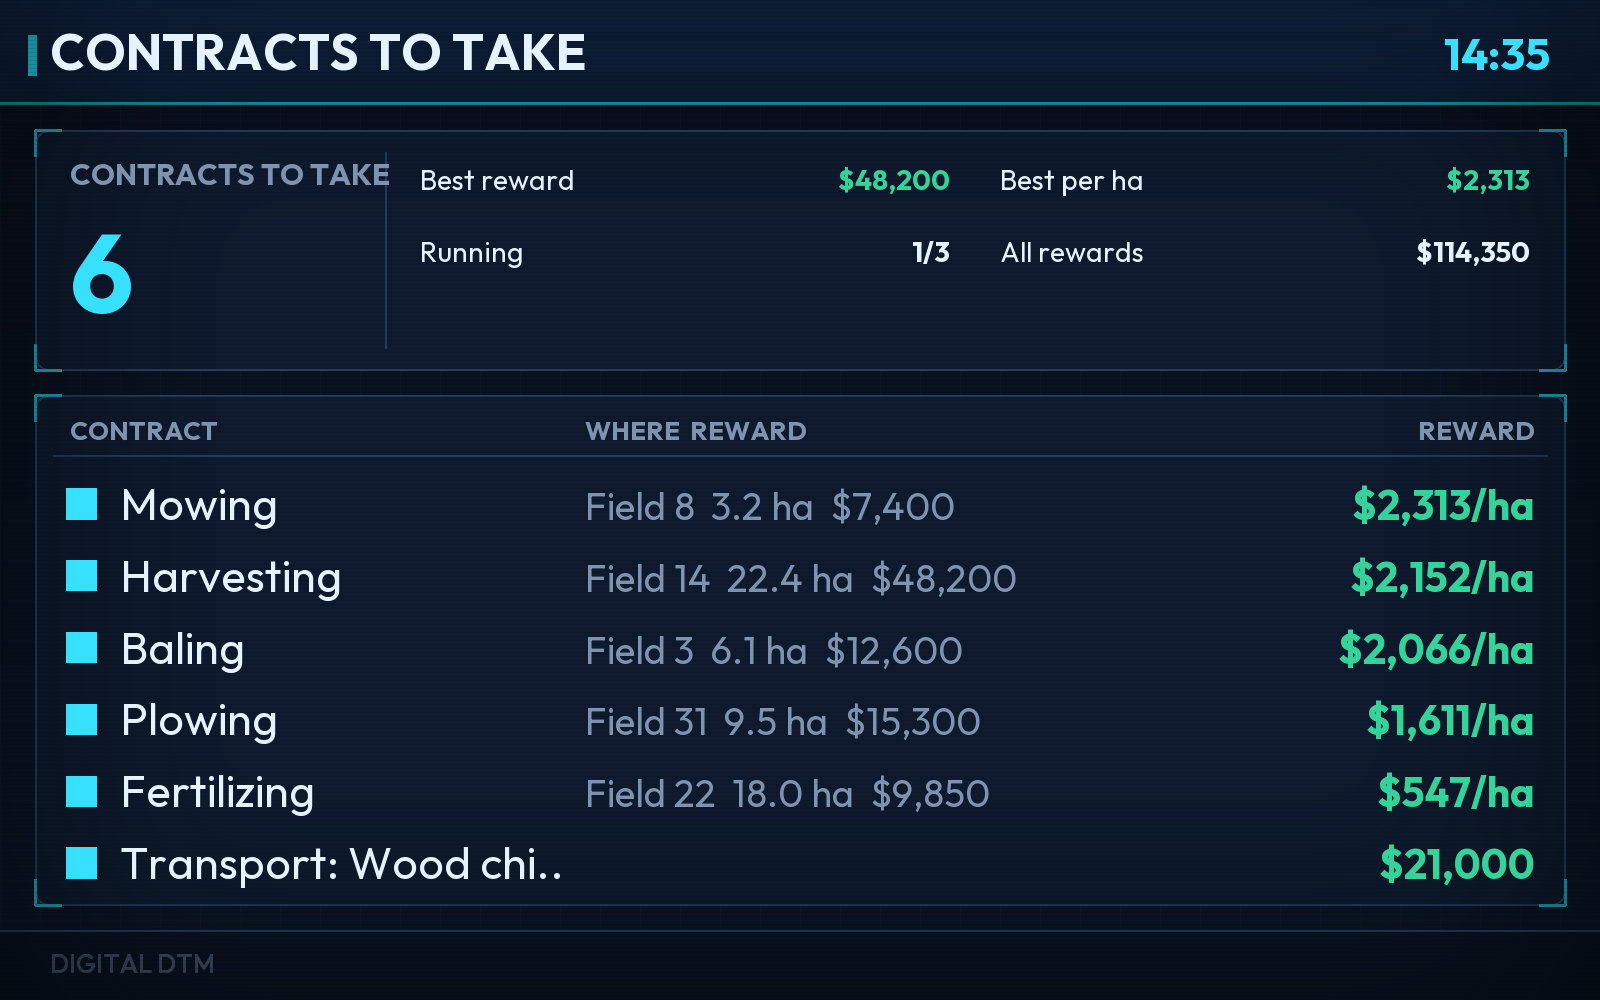 CONTRACTS TO TAKE 14:35
CONTRACTS TO TAKE
6
Best reward $48,200 Best per ha $2,313
Running 1/3 All rewards $114,350
CONTRACT WHERE REWARD REWARD
Mowing Field 8 3.2 ha $7,400 $2,313/ha
Harvesting Field 14 22.4 ha $48,200 $2,152/ha
Baling Field 3 6.1 ha $12,600 $2,066/ha
Plowing Field 31 9.5 ha $15,300 $1,611/ha
Fertilizing Field 22 18.0 ha $9,850 $547/ha
Transport: Wood chi.. $21,000
DIGITAL DTM